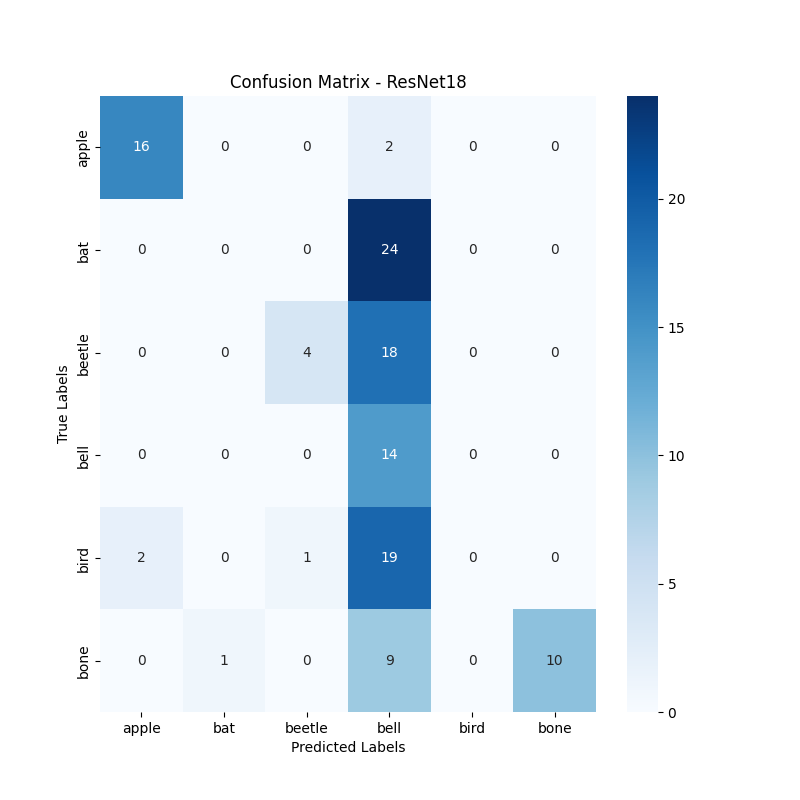 Confusion Matrix - ResNet18
apple 16 0 0 2 0 0
bat 0 0 0 24 0 0
beetle 0 0 4 18 0 0
bell 0 0 0 14 0 0
bird 2 0 1 19 0 0
bone 0 1 0 9 0 10
True Labels
apple bat beetle bell bird bone
Predicted Labels
20
15
10
5
0